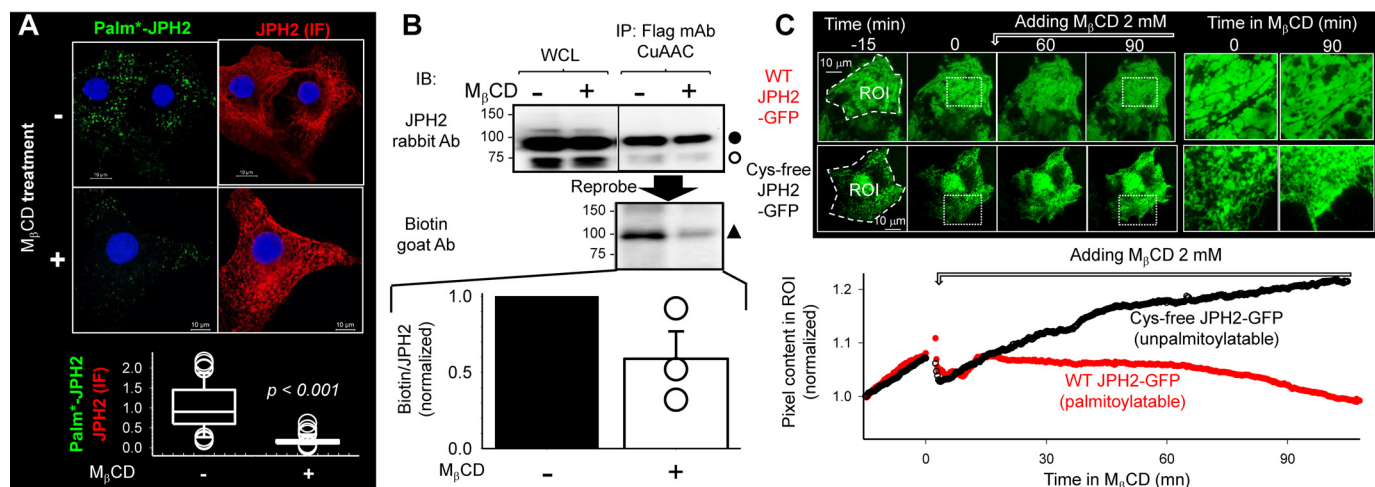 A
Palm*-JPH2
JPH2 (IF)
MβCD treatment
-
+
10 μm
10 μm
10 μm
10 μm
Palm*-JPH2
JPH2 (IF)
2.0
1.5
1.0
0.5
0.0
p < 0.001
MβCD
-
+
B
IP: Flag mAb
CuAAC
WCL
IB:
MβCD
- + - +
JPH2
rabbit Ab
150
100
75
Reprobe
Biotin
goat Ab
150
100
75
Biotin/JPH2
(normalized)
1.0
0.5
0.0
MβCD
-
+
C
Time (min)
Adding MβCD 2 mM
Time in MβCD (min)
-15
0
60
90
0
90
WT
JPH2
-GFP
10 μm
ROI
Cys-free
JPH2
-GFP
ROI
10 μm
Adding MβCD 2 mM
Pixel content in ROI
(normalized)
1.2
1.1
1.0
Cys-free JPH2-GFP
(unpalmitoylatable)
WT JPH2-GFP
(palmitoylatable)
0
30
60
90
Time in MβCD (mn)